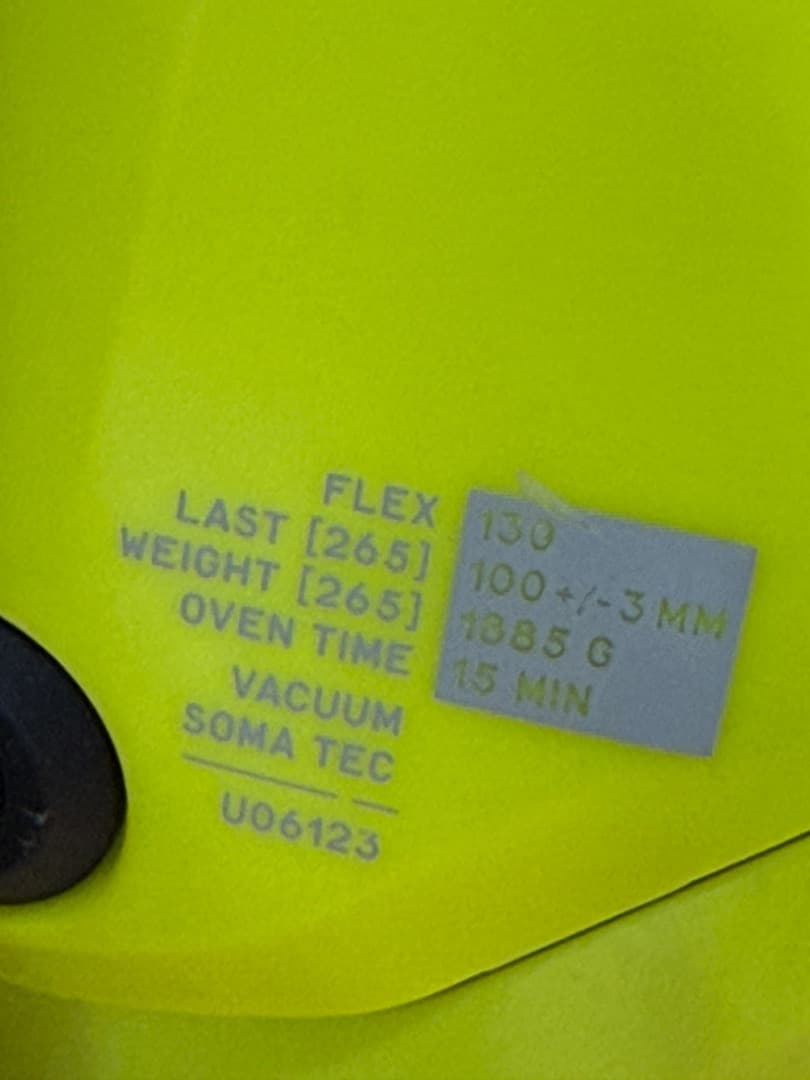 FLEX 130
LAST [265] 100 +/- 3 MM
WEIGHT [265] 1885 G
OVEN TIME 15 MIN
VACUUM
SOMA TEC
U06123